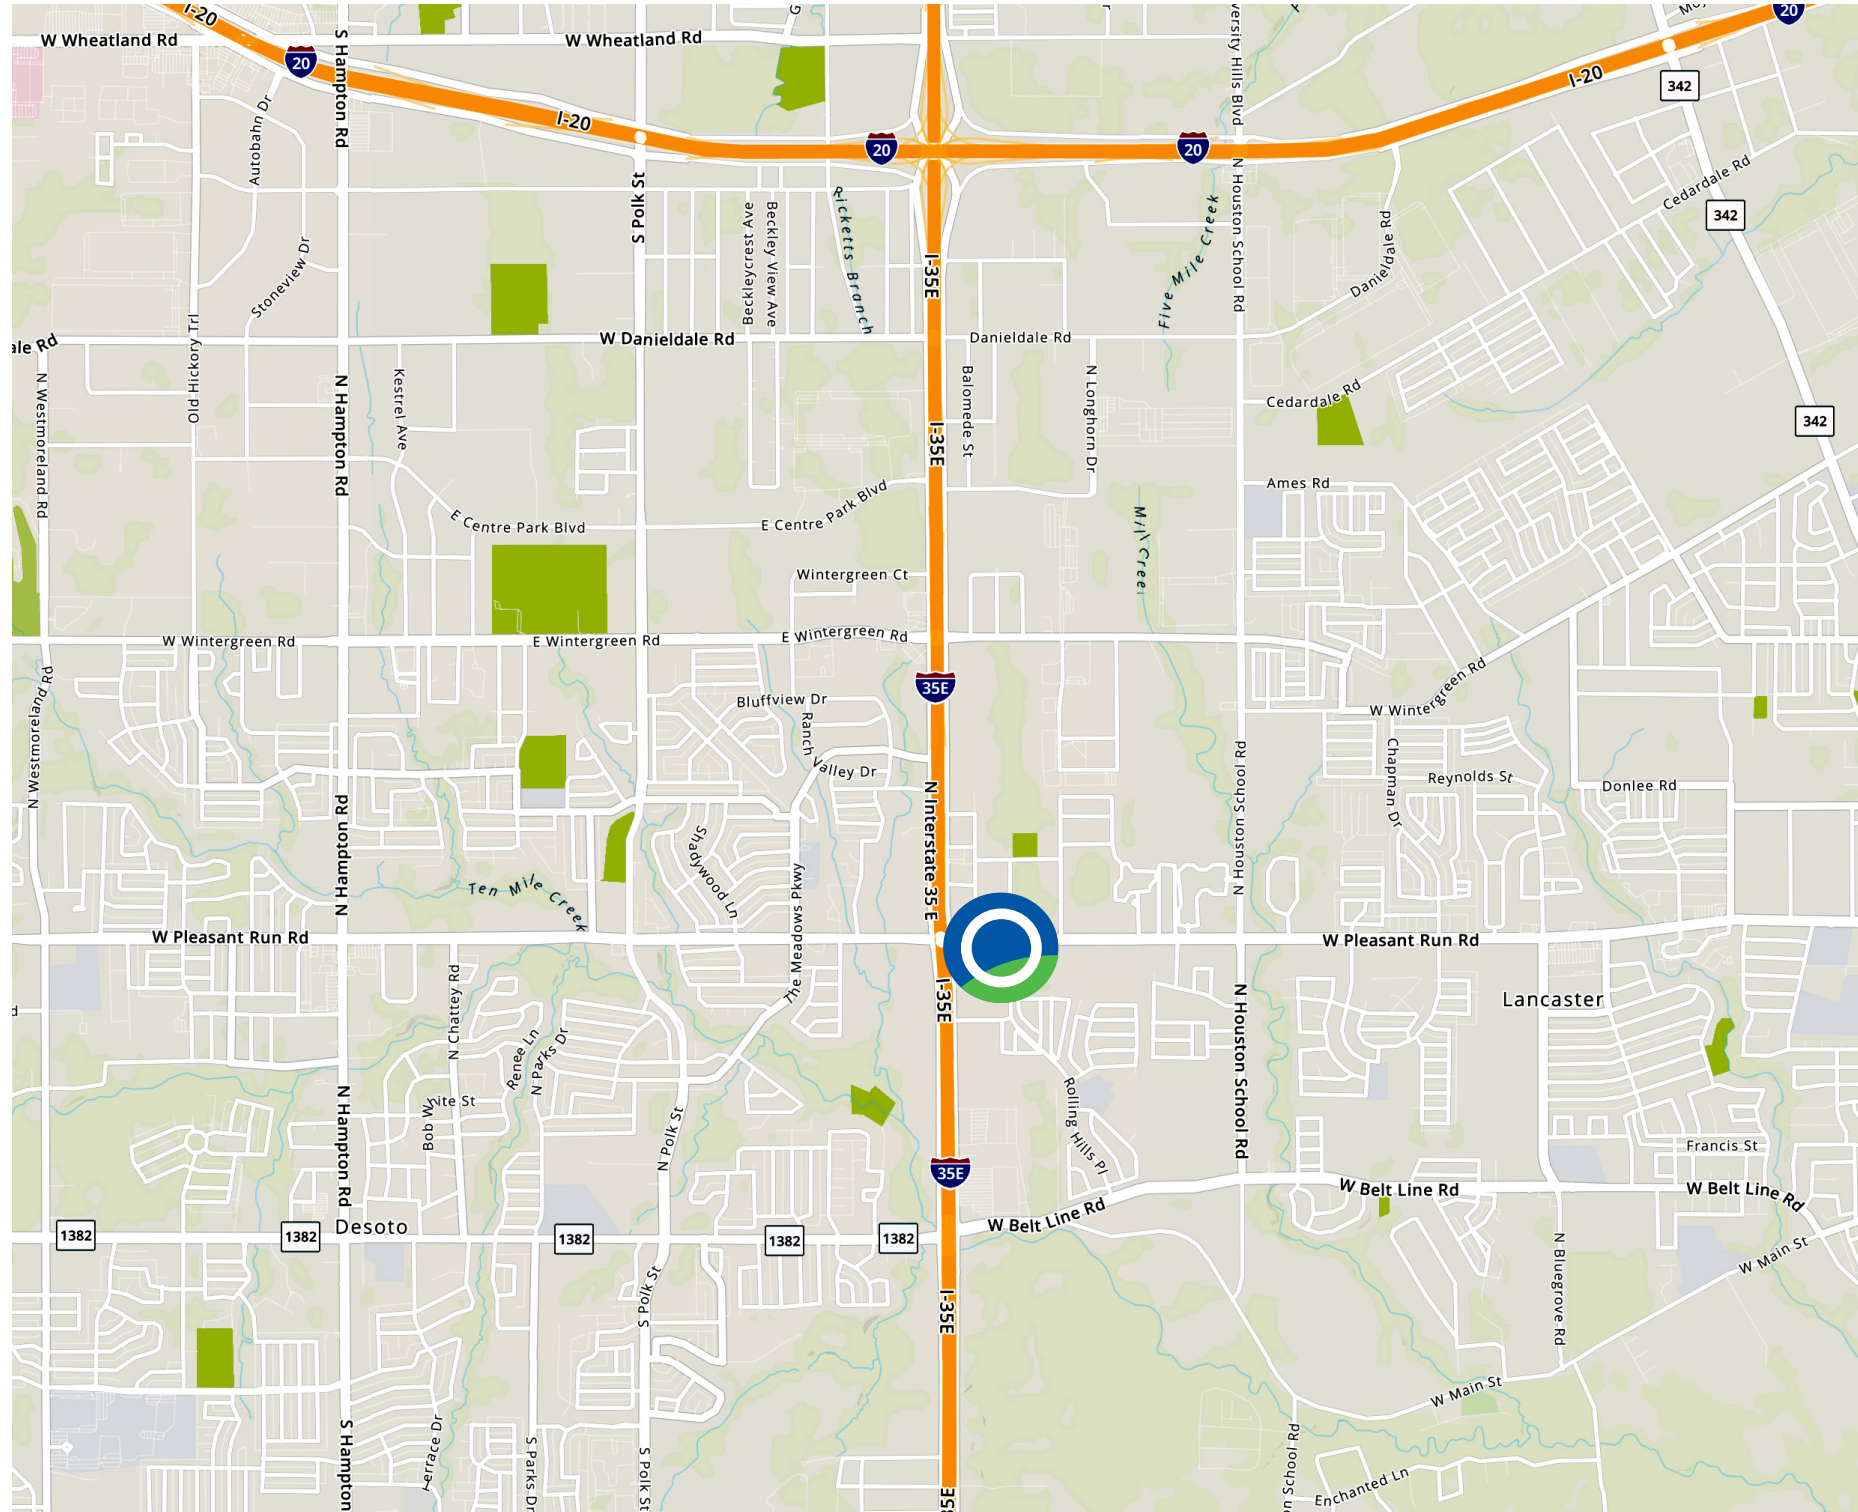 I-20
W Wheatland Rd
20
S Hampton Rd
W Wheatland Rd
20
I-20
342
I-20
Autobahn Dr
20
20
Cedardale Rd
342
S Polk St
N Houston School Rd
Beckleycrest Ave
Beckley View Ave
Ricketts Branch
Five Mile Creek
Danieldale Rd
I-35E
Stoneview Dr
Old Hickory Trl
ale Rd
W Danieldale Rd
Danieldale Rd
N Westmoreland Rd
N Hampton Rd
Kestrel Ave
Balomede St
N Longhorn Dr
Cedardale Rd
342
I-35E
Ames Rd
E Centre Park Blvd
E Centre Park Blvd
Mill Creek
Wintergreen Ct
W Wintergreen Rd
E Wintergreen Rd
E Wintergreen Rd
35E
N Westmoreland Rd
Bluffview Dr
W Wintergreen Rd
Ranch Valley Dr
Chapman Dr
Reynolds St
Donlee Rd
N Hampton Rd
N Interstate 35 E
N Houston School Rd
Shadywood Ln
The Meadows Pkwy
Ten Mile Creek
W Pleasant Run Rd
W Pleasant Run Rd
I-35E
N Houston School Rd
Lancaster
N Chattey Rd
Renee Ln
N Parks Dr
N Hampton Rd
Bob White St
N Polk St
Rolling Hills Pl
Francis St
35E
W Belt Line Rd
W Belt Line Rd
W Belt Line Rd
1382
1382
Desoto
1382
1382
1382
N Bluegrove Rd
W Main St
S Polk St
I-35E
W Main St
S Hampton
Terrace Dr
S Parks Dr
S Polk St
n School Rd
Enchanted Ln